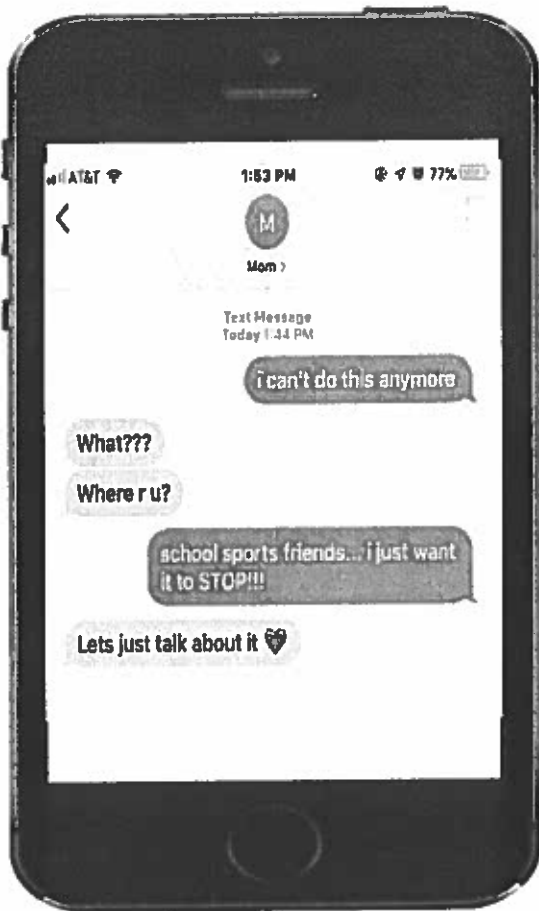 AT&T
1:53 PM
77%
M
Mom >
Text Message
Today 1:44 PM
i can't do this anymore
What???
Where r u?
school sports friends... i just want
it to STOP!!!
Lets just talk about it